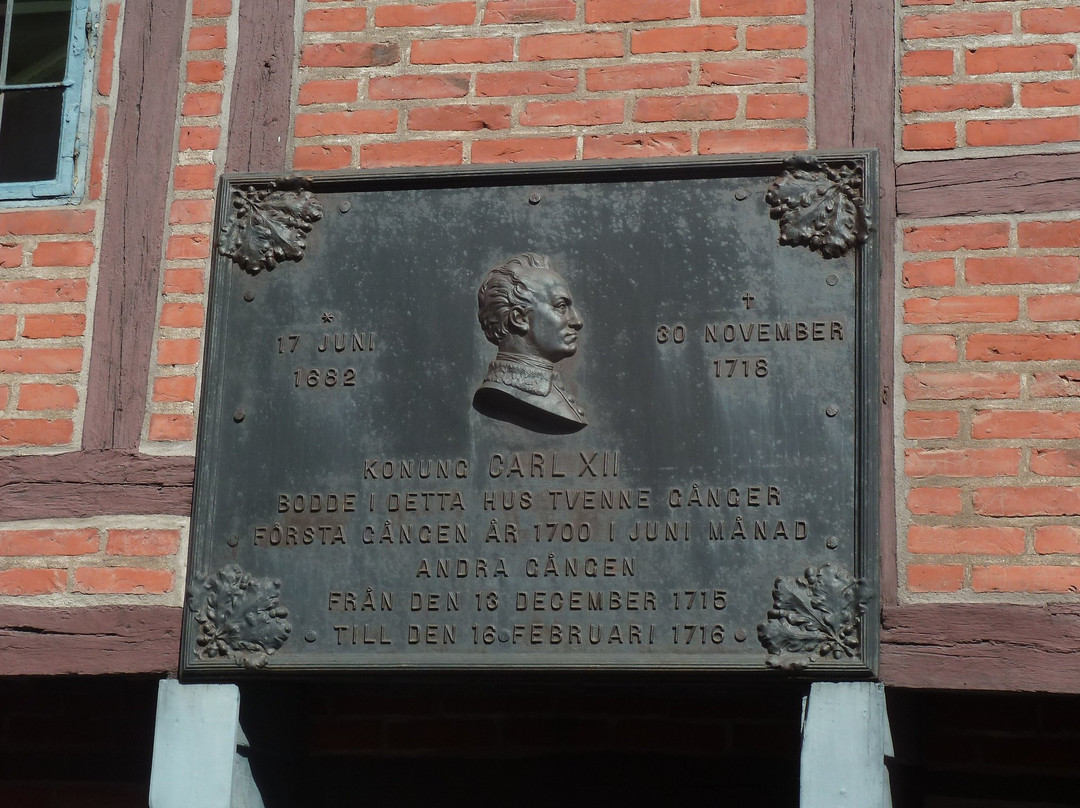 *
17 JUNI
1682
✝
30 NOVEMBER
1718
KONUNG CARL XII
BODDE I DETTA HUS TVENNE GÅNGER
FÖRSTA GÅNGEN ÅR 1700 I JUNI MÅNAD
ANDRA GÅNGEN
FRÅN DEN 13 DECEMBER 1715
TILL DEN 16 FEBRUARI 1716